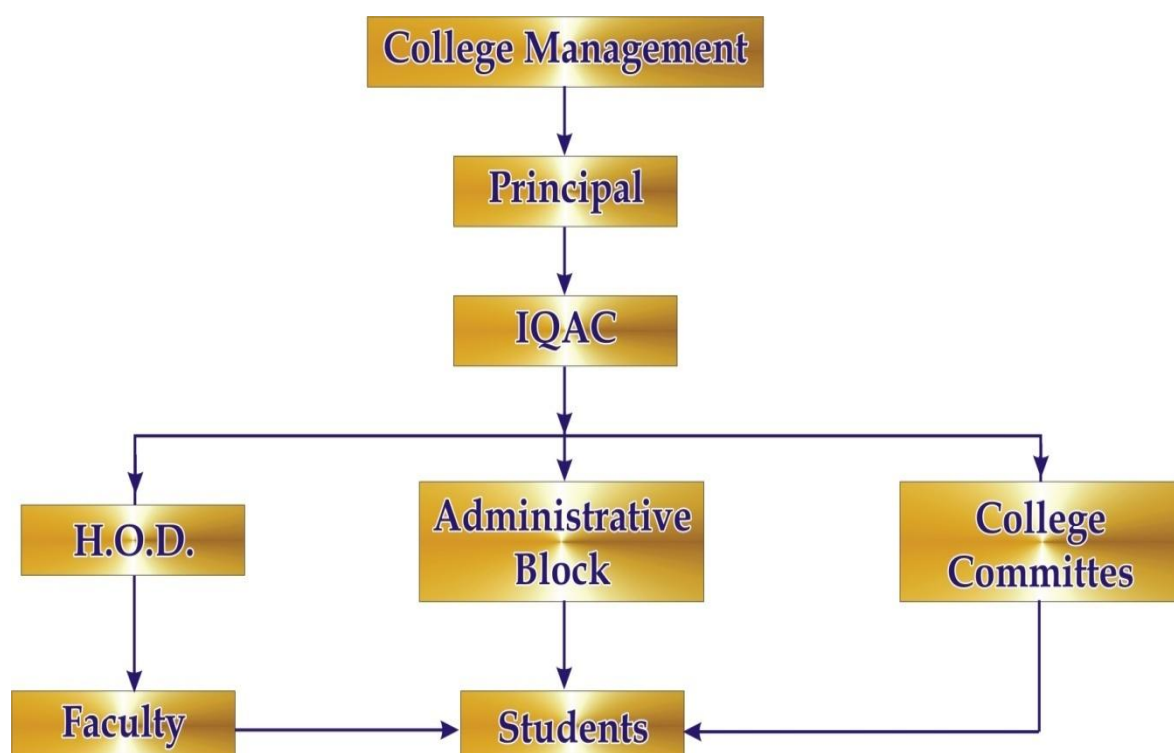 College Management
Principal
IQAC
H.O.D.
Administrative
Block
College
Committes
Faculty
Students